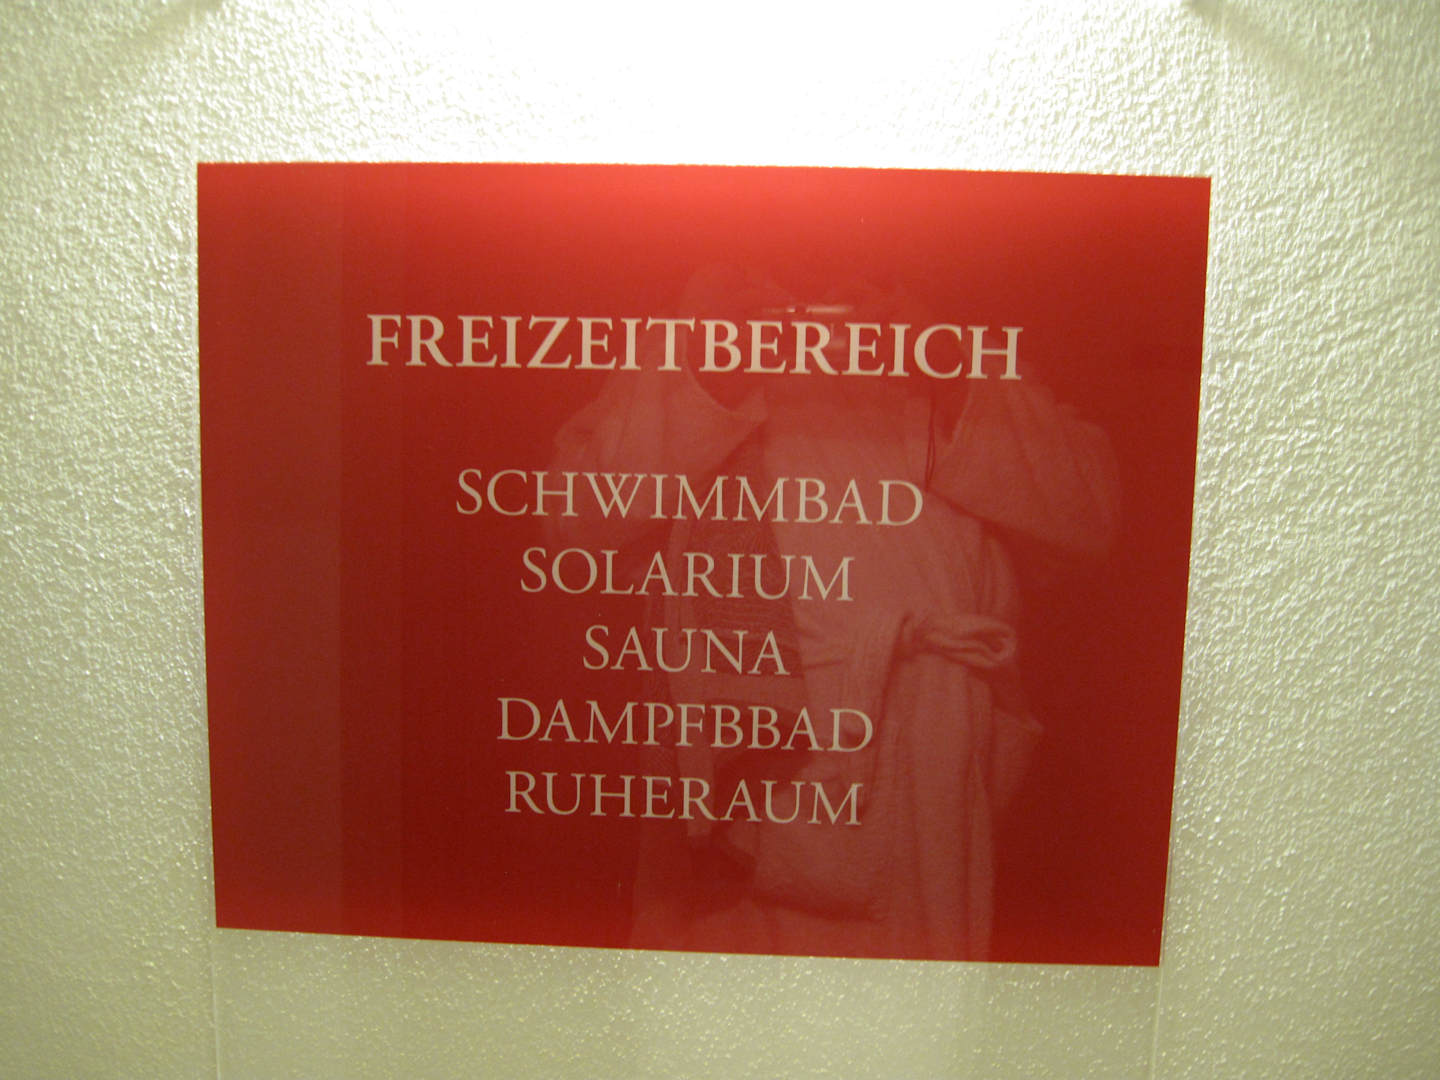 FREIZEITBEREICH
SCHWIMMBAD
SOLARIUM
SAUNA
DAMPFBBAD
RUHERAUM